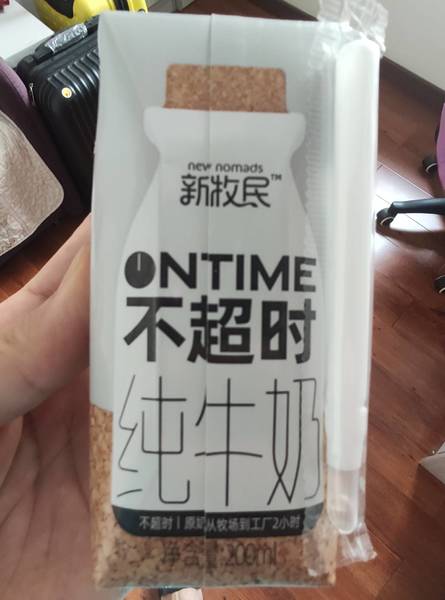 new nomads
新牧民™
ONTIME
不超时
纯牛奶
不超时 | 原奶从牧场到工厂2小时
净含量:200ml